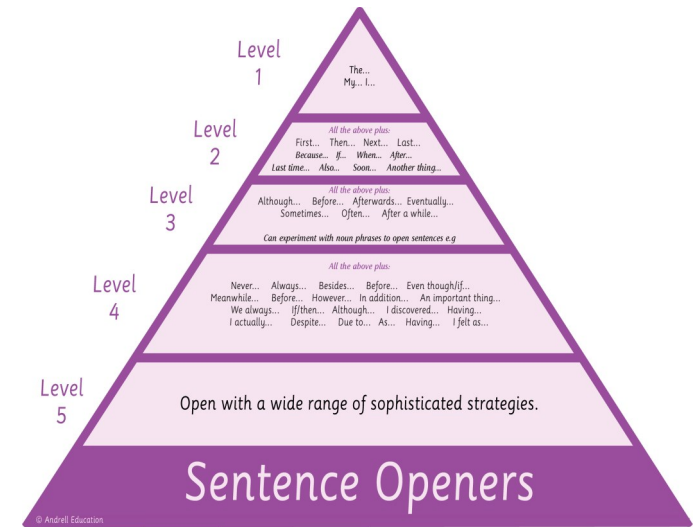 Level
1
The...
My... I...
Level
2
All the above plus:
First... Then... Next... Last...
Because... If... When... After...
Last time... Also... Soon... Another thing...
Level
3
All the above plus:
Although... Before... Afterwards... Eventually...
Sometimes... Often... After a while...
Can experiment with noun phrases to open sentences e.g
Level
4
All the above plus:
Never... Always... Besides... Before... Even though/if...
Meanwhile... Before... However... In addition... An important thing...
We always... If/then... Although... I discovered... Having...
I actually... Despite... Due to... As... Having... I felt as...
Level
5
Open with a wide range of sophisticated strategies.
Sentence Openers
© Andrell Education